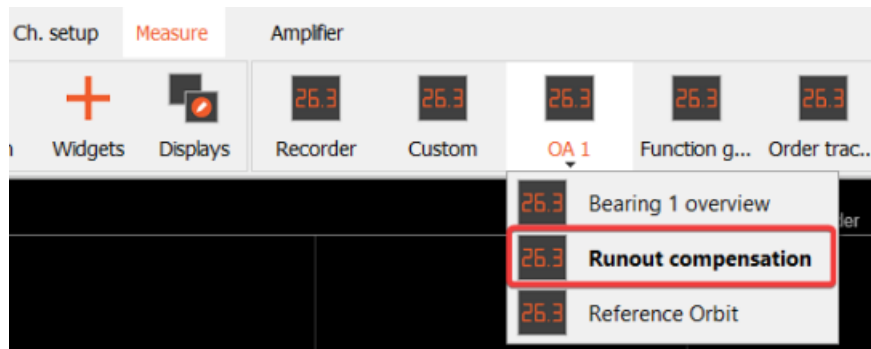 Ch. setup Measure Amplifier
26.3 26.3 26.3 26.3 26.3
Widgets Displays Recorder Custom OA 1 Function g... Order trac..
26.3 Bearing 1 overview
26.3 Runout compensation
26.3 Reference Orbit